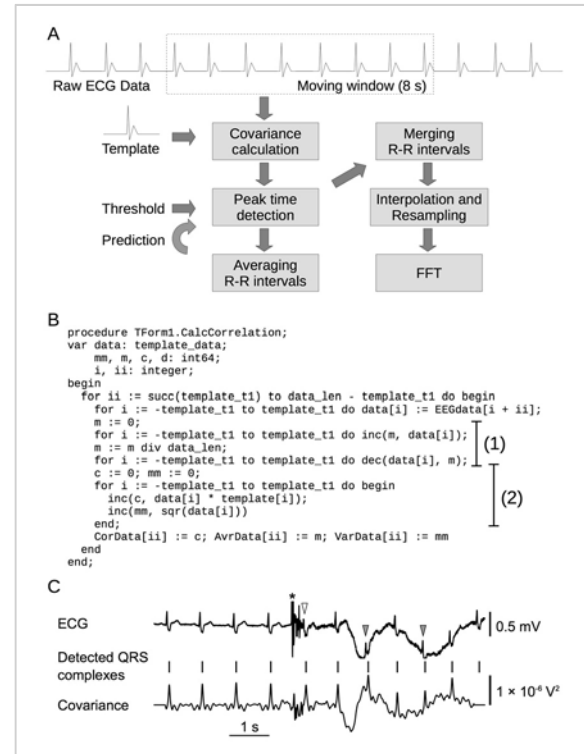 A
Raw ECG Data
Moving window (8 s)
Template
Covariance
calculation
Merging
R-R intervals
Threshold
Prediction
Peak time
detection
Interpolation and
Resampling
Averaging
R-R intervals
FFT
B
procedure TForm1.CalcCorrelation;
var data: template_data;
mm, m, c, d: int64;
i, ii: integer;
begin
for ii := succ(template_t1) to data_len - template_t1 do begin
for i := -template_t1 to template_t1 do data[i] := EEGdata[i + ii];
m := 0;
for i := -template_t1 to template_t1 do inc(m, data[i]);
m := m div data_len;
for i := -template_t1 to template_t1 do dec(data[i], m);
c := 0; mm := 0;
for i := -template_t1 to template_t1 do begin
inc(c, data[i] * template[i]);
inc(mm, sqr(data[i]))
end;
CorData[ii] := c; AvrData[ii] := m; VarData[ii] := mm
end
end;
(1)
(2)
C
*
ECG
0.5 mV
Detected QRS
complexes
Covariance
1 × 10⁻⁶ V²
1 s